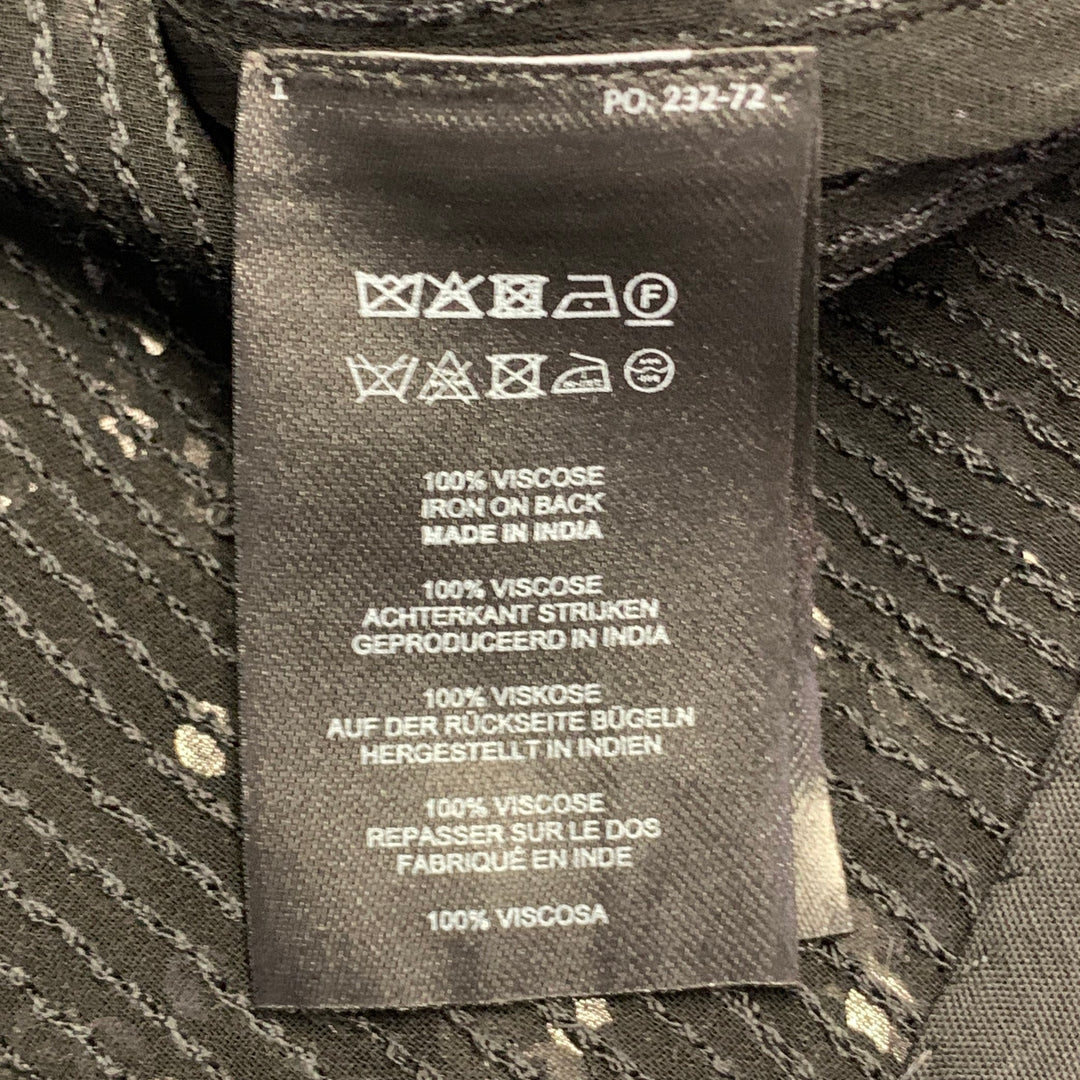 1
PO: 232-72 -
F
100% VISCOSE
IRON ON BACK
MADE IN INDIA
100% VISCOSE
ACHTERKANT STRIJKEN
GEPRODUCEERD IN INDIA
100% VISKOSE
AUF DER RÜCKSEITE BÜGELN
HERGESTELLT IN INDIEN
100% VISCOSE
REPASSER SUR LE DOS
FABRIQUÉ EN INDE
100% VISCOSA